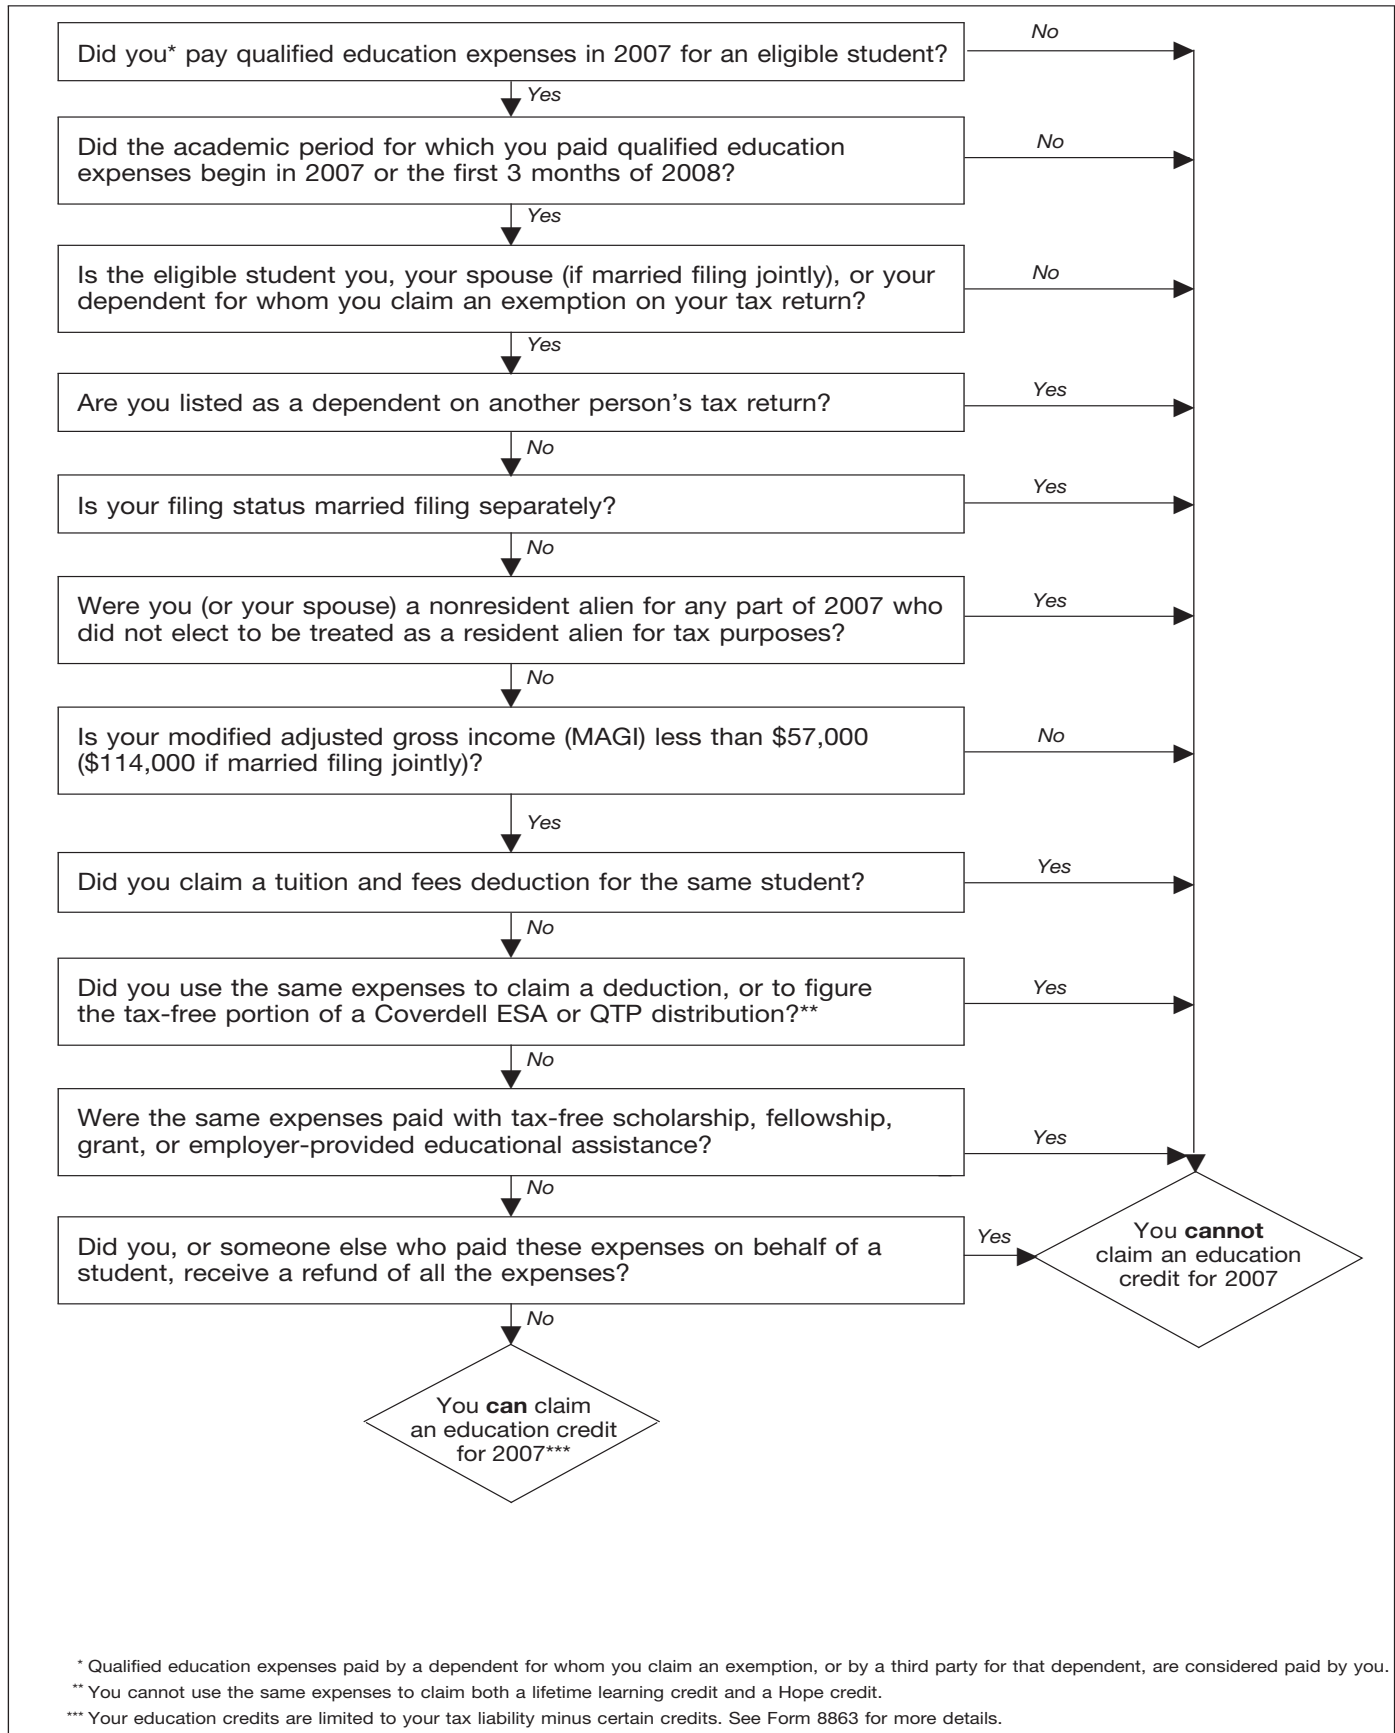 Did you* pay qualified education expenses in 2007 for an eligible student?
No
Yes
Did the academic period for which you paid qualified education
expenses begin in 2007 or the first 3 months of 2008?
No
Yes
Is the eligible student you, your spouse (if married filing jointly), or your
dependent for whom you claim an exemption on your tax return?
No
Yes
Are you listed as a dependent on another person's tax return?
Yes
No
Is your filing status married filing separately?
Yes
No
Were you (or your spouse) a nonresident alien for any part of 2007 who
did not elect to be treated as a resident alien for tax purposes?
Yes
No
Is your modified adjusted gross income (MAGI) less than $57,000
($114,000 if married filing jointly)?
No
Yes
Did you claim a tuition and fees deduction for the same student?
Yes
No
Did you use the same expenses to claim a deduction, or to figure
the tax-free portion of a Coverdell ESA or QTP distribution?**
Yes
No
Were the same expenses paid with tax-free scholarship, fellowship,
grant, or employer-provided educational assistance?
Yes
No
Did you, or someone else who paid these expenses on behalf of a
student, receive a refund of all the expenses?
Yes
You cannot
claim an education
credit for 2007
No
You can claim
an education credit
for 2007***
* Qualified education expenses paid by a dependent for whom you claim an exemption, or by a third party for that dependent, are considered paid by you.
** You cannot use the same expenses to claim both a lifetime learning credit and a Hope credit.
*** Your education credits are limited to your tax liability minus certain credits. See Form 8863 for more details.